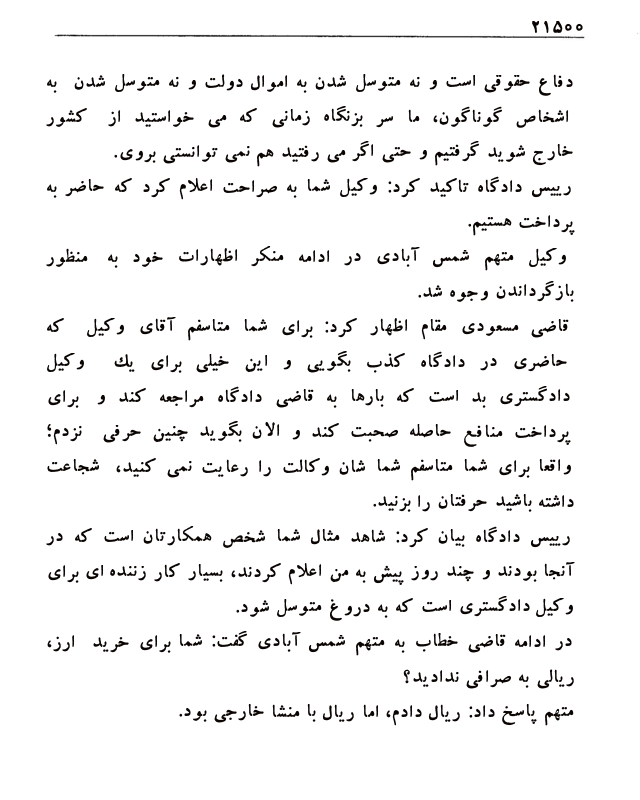 ۲۱۵۰۰
دفاع حقوقی است و نه متوسل شدن به اموال دولت و نه متوسل شدن به
اشخاص گوناگون، ما سر بزنگاه زمانی که می خواستید از کشور
خارج شوید گرفتیم و حتی اگر می رفتید هم نمی توانستی بروی.
رییس دادگاه تاکید کرد: وکیل شما به صراحت اعلام کرد که حاضر به
پرداخت هستیم.
وکیل متهم شمس آبادی در ادامه منکر اظهارات خود به منظور
بازگرداندن وجوه شد.
قاضی مسعودی مقام اظهار کرد: برای شما متاسفم آقای وکیل که
حاضری در دادگاه کذب بگویی و این خیلی برای یك وکیل
دادگستری بد است که بارها به قاضی دادگاه مراجعه کند و برای
پرداخت منافع حاصله صحبت کند و الان بگوید چنین حرفی نزدم؛
واقعا برای شما متاسفم شما شان وکالت را رعایت نمی کنید، شجاعت
داشته باشید حرفتان را بزنید.
رییس دادگاه بیان کرد: شاهد مثال شما شخص همکارتان است که در
آنجا بودند و چند روز پیش به من اعلام کردند، بسیار کار زننده ای برای
وکیل دادگستری است که به دروغ متوسل شود.
در ادامه قاضی خطاب به متهم شمس آبادی گفت: شما برای خرید ارز،
ریالی به صرافی ندادید؟
متهم پاسخ داد: ریال دادم، اما ریال با منشا خارجی بود.